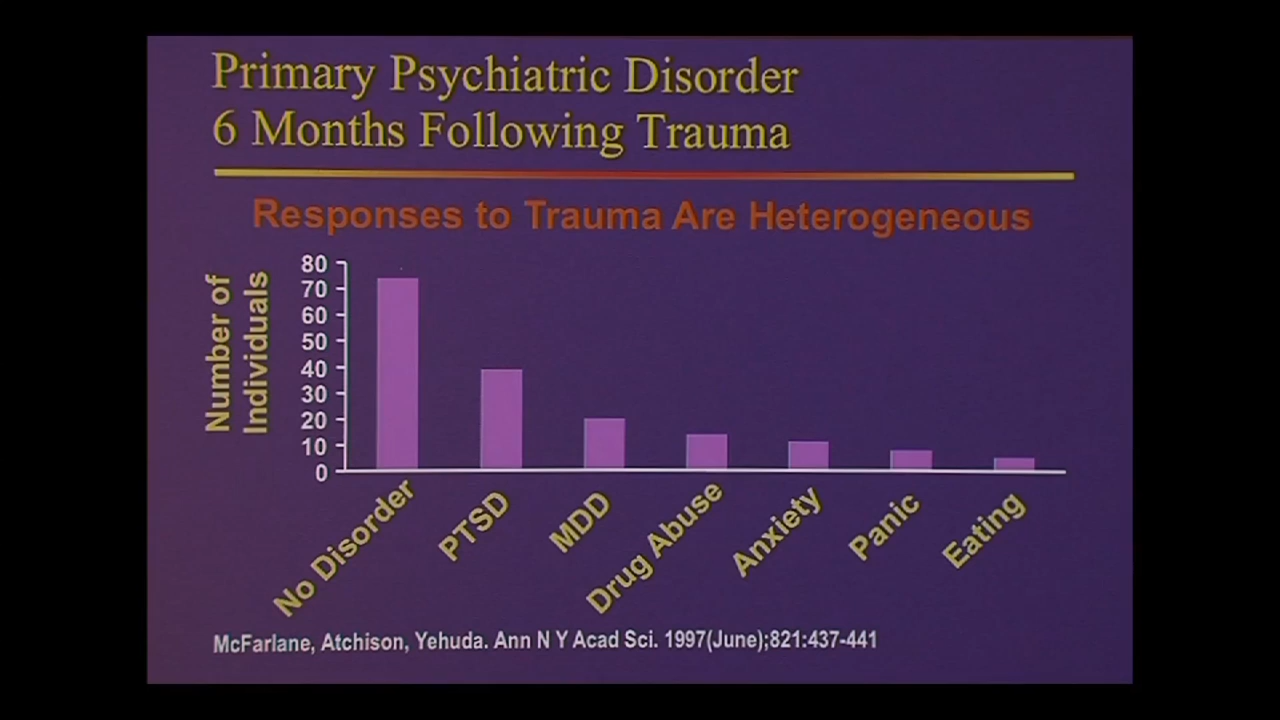 Primary Psychiatric Disorder
6 Months Following Trauma
Responses to Trauma Are Heterogeneous
Number of
Individuals
80
70
60
50
40
30
20
10
0
No Disorder
PTSD
MDD
Drug Abuse
Anxiety
Panic
Eating
McFarlane, Atchison, Yehuda. Ann N Y Acad Sci. 1997(June);821:437-441